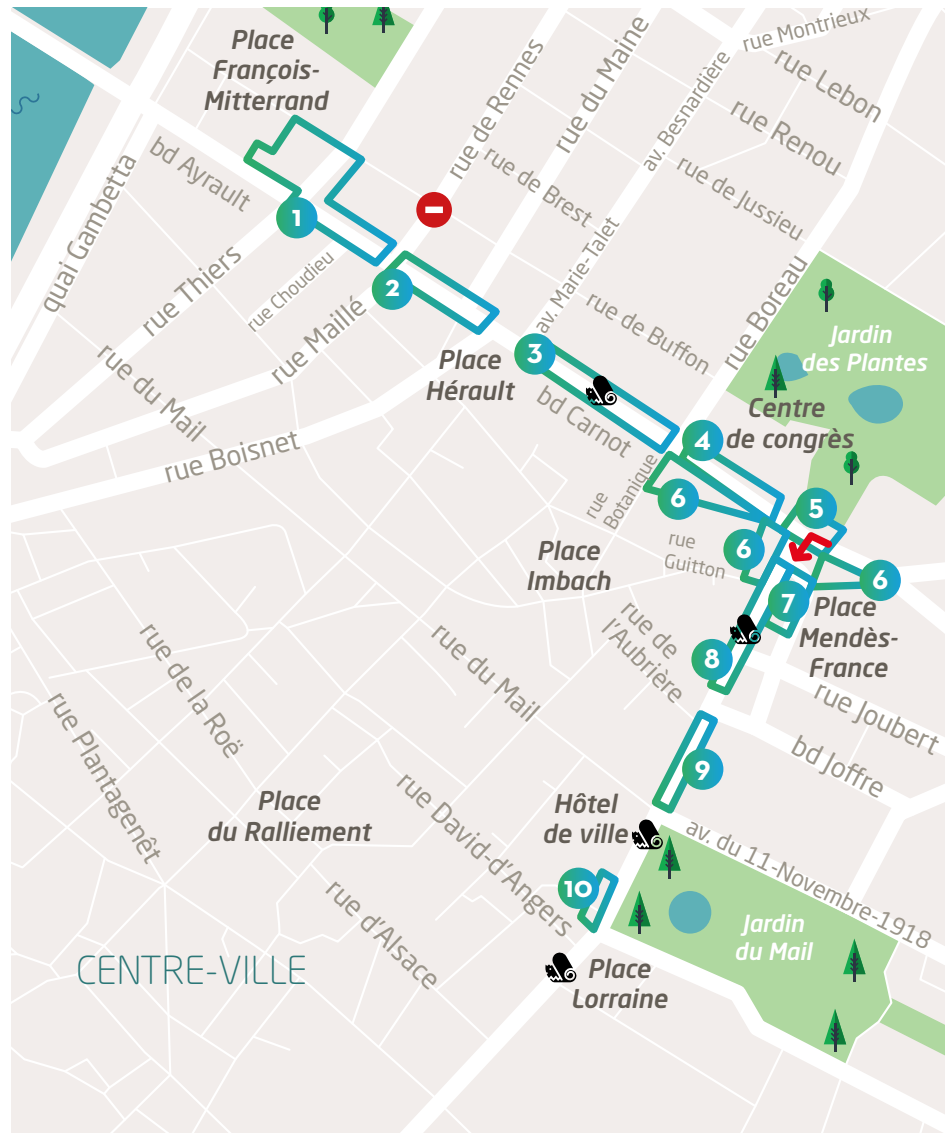 Place
François-
Mitterrand
rue Montrieux
rue Lebon
rue de Rennes
rue du Maine
av. Besnardière
rue Renou
bd Ayrault
rue de Brest
rue de Jussieu
quai Gambetta
1
rue Thiers
rue Choudieu
2
rue Maillé
av. Marie-Talet
rue de Buffon
rue Boreau
Jardin
des Plantes
rue du Mail
Place
Hérault
3
bd Carnot
Centre
de congrès
4
rue Boisnet
rue
Botanique
6
5
rue
Guitton
6
6
Place
Imbach
7
Place
Mendès-
France
rue de
l'Aubrière
8
rue Joubert
rue de la Roë
rue du Mail
rue Plantagenêt
bd Joffre
9
Place
du Ralliement
rue David-d'Angers
Hôtel
de ville
av. du 11-Novembre-1918
10
rue d'Alsace
Jardin
du Mail
CENTRE-VILLE
Place
Lorraine